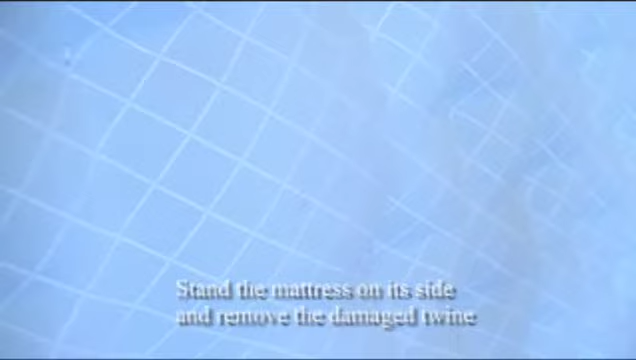 Stand the mattress on its side
and remove the damaged twine